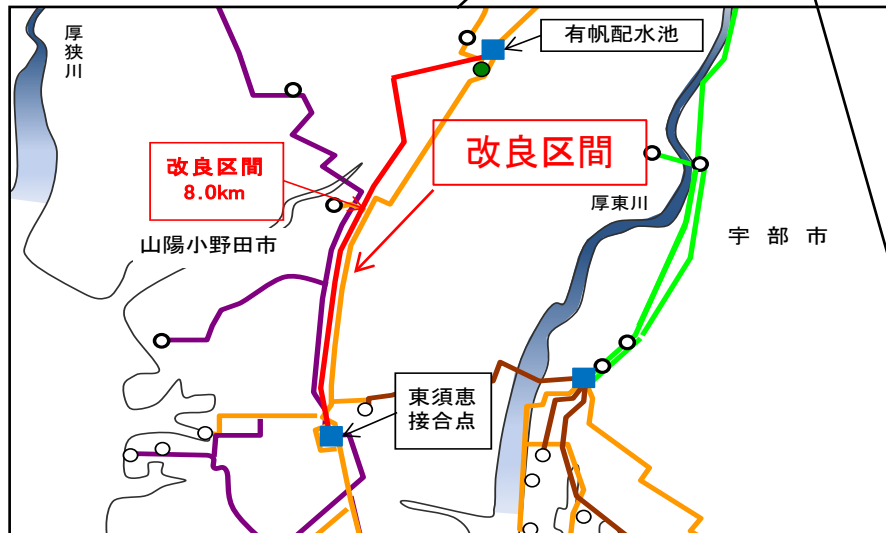 厚狭川
有帆配水池
改良区間
改良区間
8.0km
厚東川
宇部市
山陽小野田市
東須恵
接合点